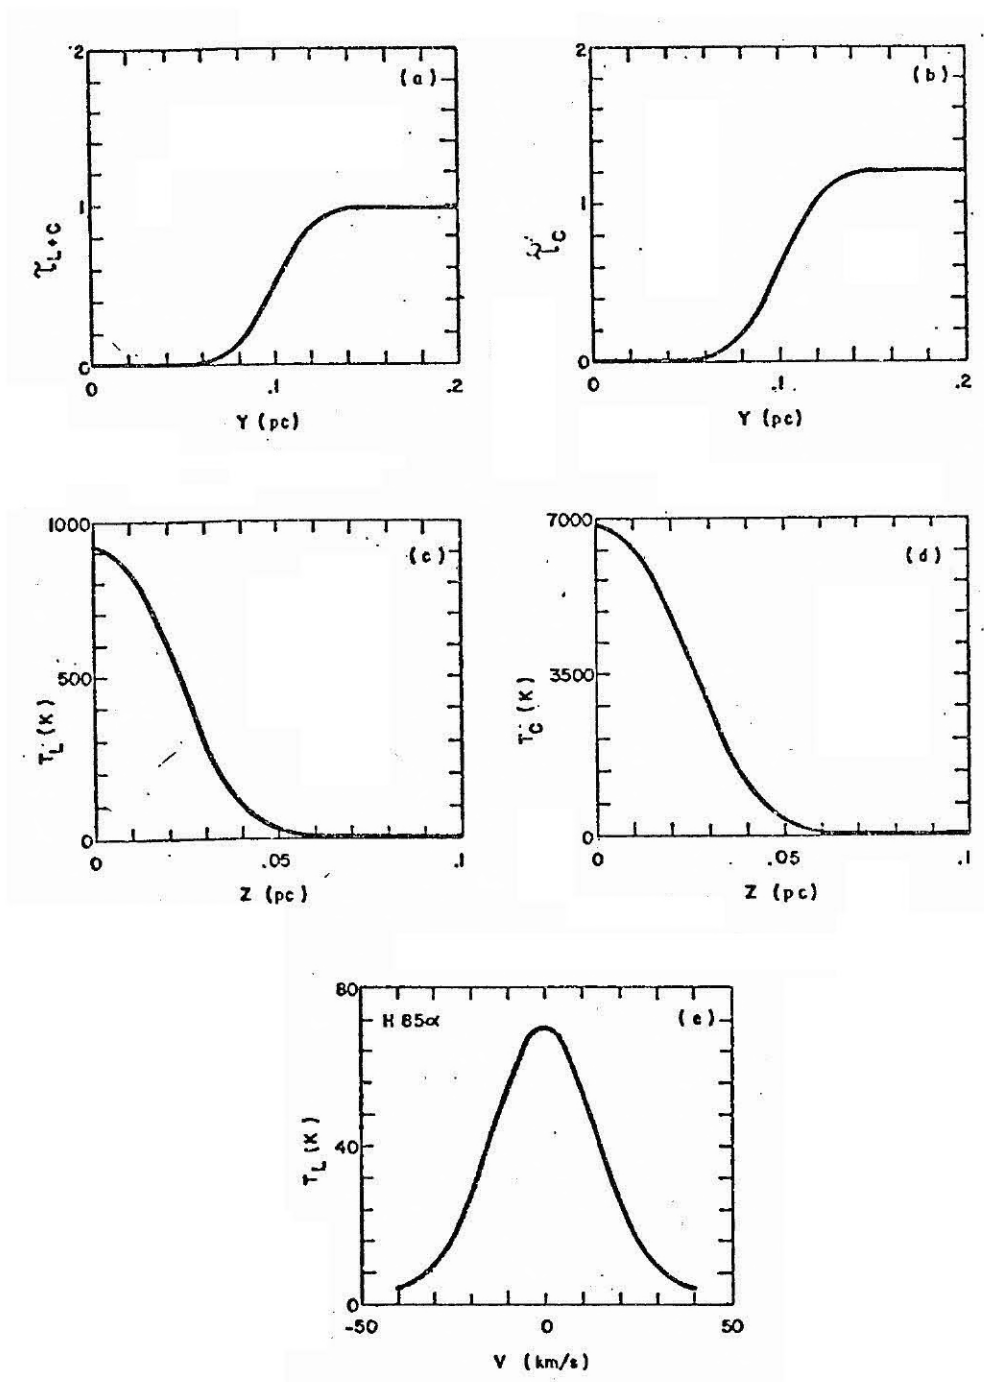 2
(a)
1
τL+C
0
0
.1
.2
Y (pc)
2
(b)
1
τC
0
0
.1
.2
Y (pc)
1000
(c)
500
TL (K)
0
0
.05
.1
Z (pc)
7000
(d)
3500
TC (K)
0
0
.05
.1
Z (pc)
80
H 85α
(e)
40
TL (K)
0
-50
0
50
V (km/s)